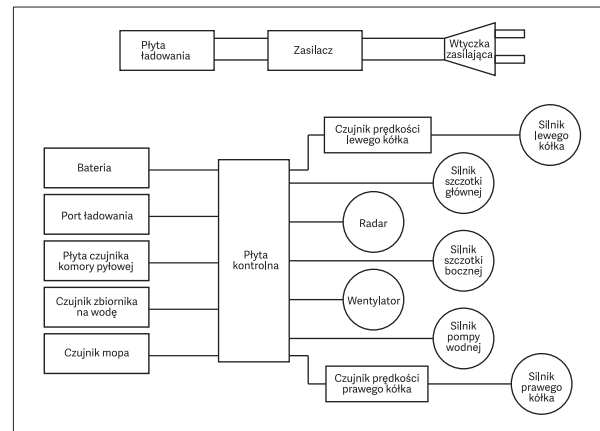 Płyta
ładowania
Zasilacz
Wtyczka
zasilająca
Czujnik prędkości
lewego kółka
Silnik
lewego
kółka
Bateria
Silnik
szczotki
głównej
Port ładowania
Radar
Płyta czujnika
komory pyłowej
Płyta
kontrolna
Silnik
szczotki
bocznej
Czujnik zbiornika
na wodę
Wentylator
Czujnik mopa
Silnik
pompy
wodnej
Czujnik prędkości
prawego kółka
Silnik
prawego
kółka